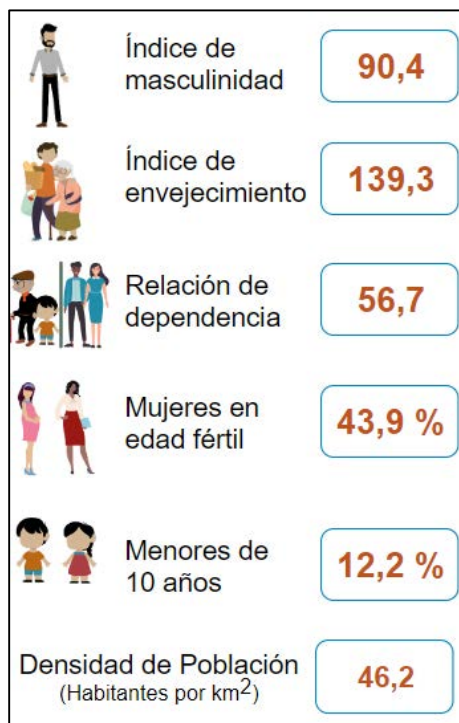 Índice de
masculinidad
90,4
Índice de
envejecimiento
139,3
Relación de
dependencia
56,7
Mujeres en
edad fértil
43,9 %
Menores de
10 años
12,2 %
Densidad de Población
(Habitantes por km²)
46,2